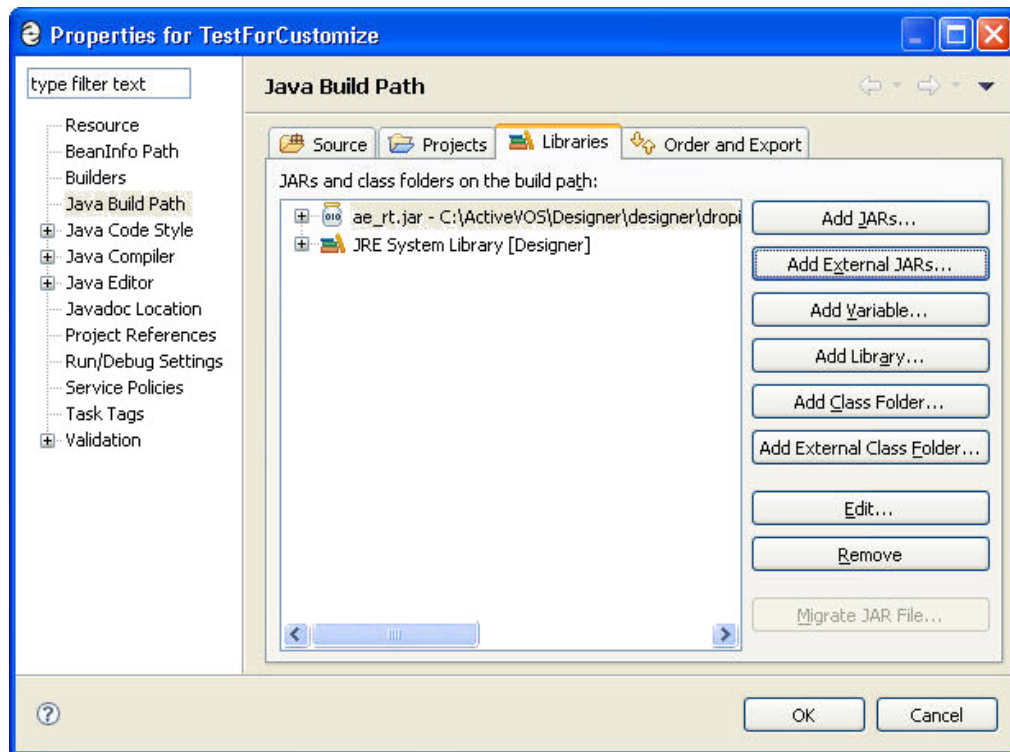 Properties for TestForCustomize
type filter text
Resource
BeanInfo Path
Builders
Java Build Path
Java Code Style
Java Compiler
Java Editor
Javadoc Location
Project References
Run/Debug Settings
Service Policies
Task Tags
Validation
Java Build Path
Source Projects Libraries Order and Export
JARs and class folders on the build path:
ae_rt.jar - C:\ActiveVOS\Designer\designer\dropi
JRE System Library [Designer]
Add JARs...
Add External JARs...
Add Variable...
Add Library...
Add Class Folder...
Add External Class Folder...
Edit...
Remove
Migrate JAR File...
OK Cancel